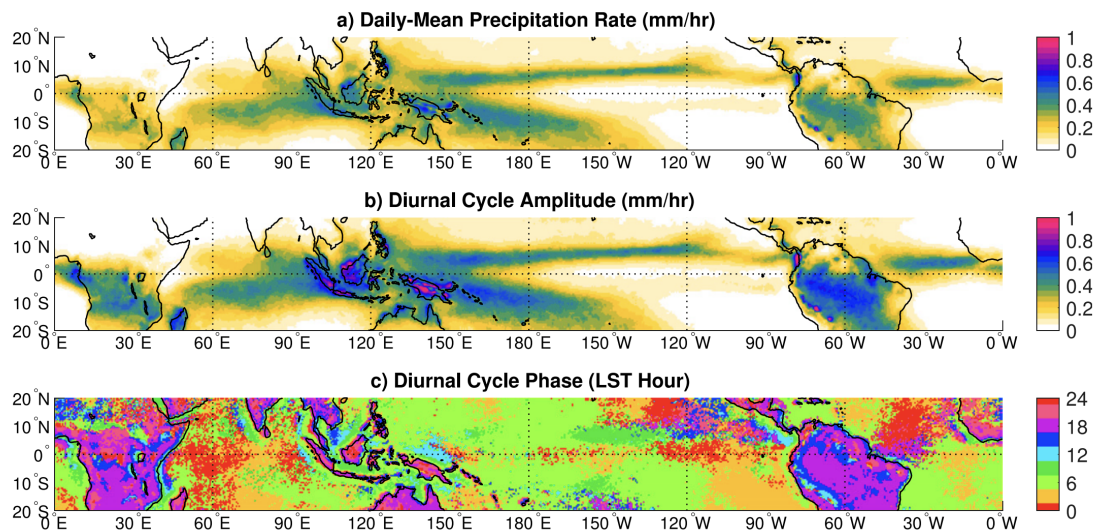 a) Daily-Mean Precipitation Rate (mm/hr)
20°N
10°N
0°
10°S
20°S
0°E 30°E 60°E 90°E 120°E 150°E 180°E 150°W 120°W 90°W 60°W 30°W 0°W
1
0.8
0.6
0.4
0.2
0
b) Diurnal Cycle Amplitude (mm/hr)
20°N
10°N
0°
10°S
20°S
0°E 30°E 60°E 90°E 120°E 150°E 180°E 150°W 120°W 90°W 60°W 30°W 0°W
1
0.8
0.6
0.4
0.2
0
c) Diurnal Cycle Phase (LST Hour)
20°N
10°N
0°
10°S
20°S
0°E 30°E 60°E 90°E 120°E 150°E 180°E 150°W 120°W 90°W 60°W 30°W 0°W
24
18
12
6
0